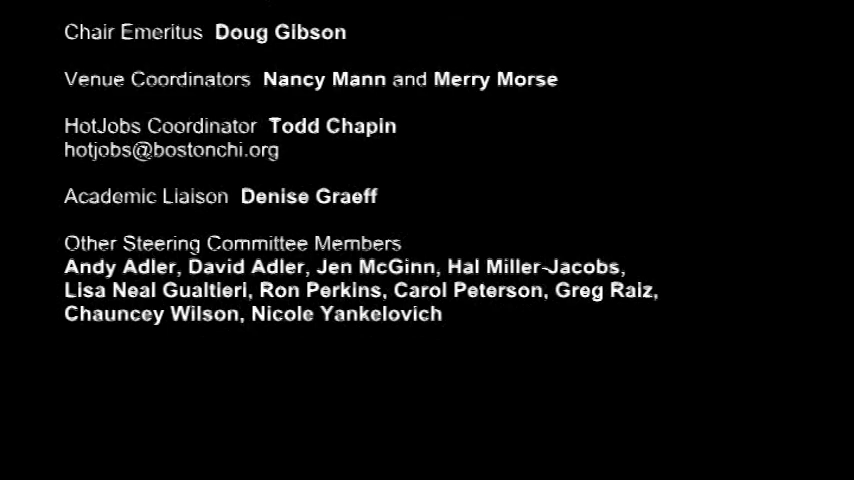 Chair Emeritus Doug Gibson
Venue Coordinators Nancy Mann and Merry Morse
HotJobs Coordinator Todd Chapin
hotjobs@bostonchi.org
Academic Liaison Denise Graeff
Other Steering Committee Members
Andy Adler, David Adler, Jen McGinn, Hal Miller-Jacobs,
Lisa Neal Gualtieri, Ron Perkins, Carol Peterson, Greg Raiz,
Chauncey Wilson, Nicole Yankelovich